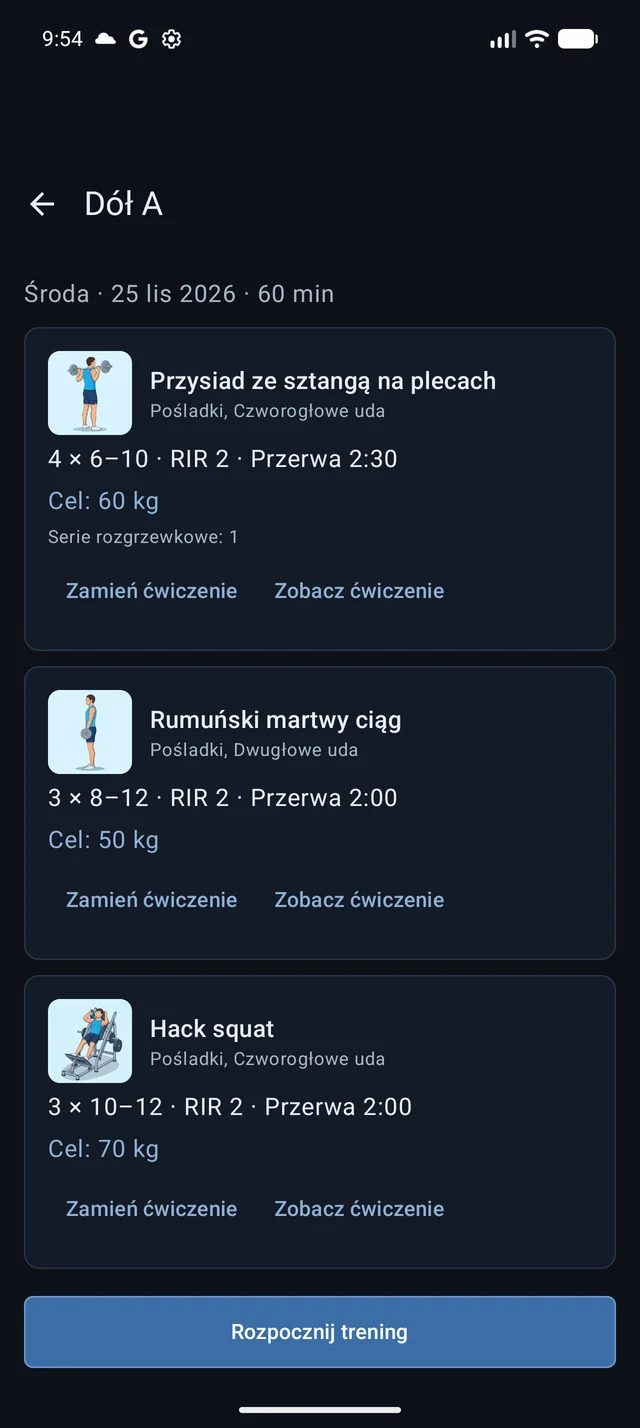 9:54
Dół A
Środa · 25 lis 2026 · 60 min
Przysiad ze sztangą na plecach
Pośladki, Czworogłowe uda
4 × 6–10 · RIR 2 · Przerwa 2:30
Cel: 60 kg
Serie rozgrzewkowe: 1
Zamień ćwiczenie Zobacz ćwiczenie
Rumuński martwy ciąg
Pośladki, Dwugłowe uda
3 × 8–12 · RIR 2 · Przerwa 2:00
Cel: 50 kg
Zamień ćwiczenie Zobacz ćwiczenie
Hack squat
Pośladki, Czworogłowe uda
3 × 10–12 · RIR 2 · Przerwa 2:00
Cel: 70 kg
Zamień ćwiczenie Zobacz ćwiczenie
Rozpocznij trening